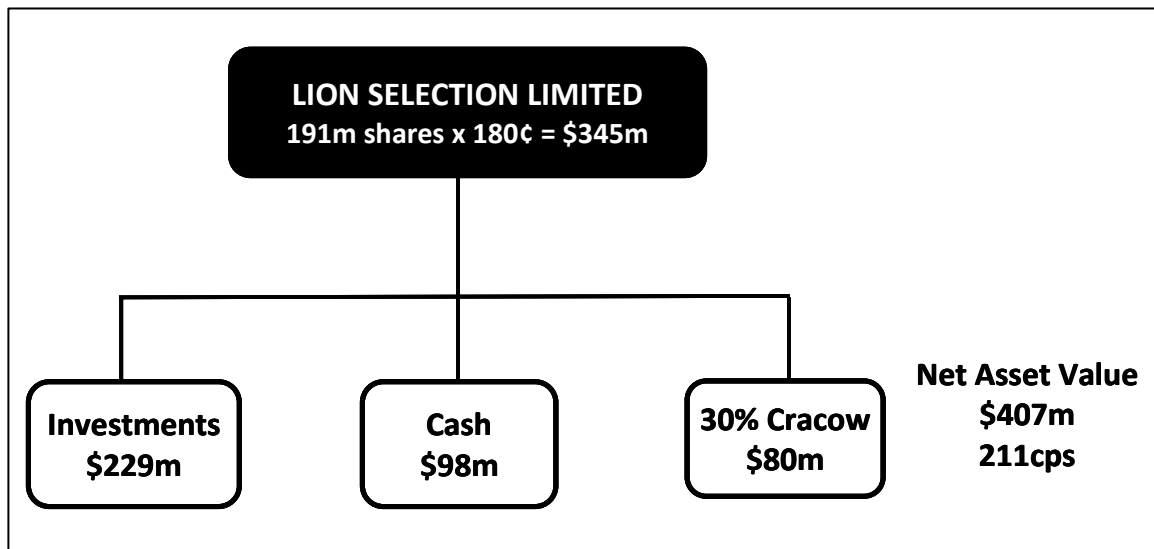 LION SELECTION LIMITED
191m shares x 180¢ = $345m
Investments
$229m
Cash
$98m
30% Cracow
$80m
Net Asset Value
$407m
211cps